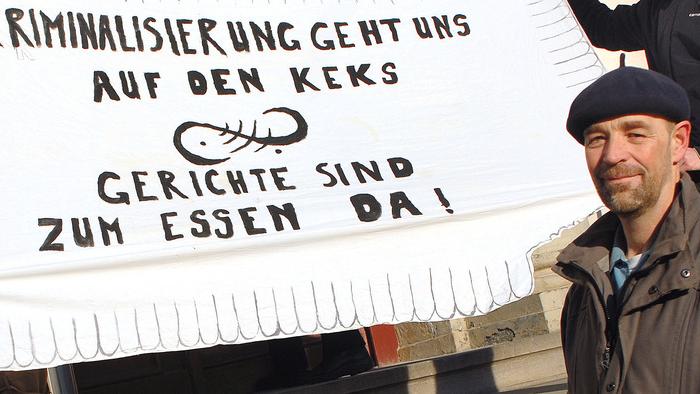 RIMINALISIERUNG GEHT UNS
AUF DEN KEKS
GERICHTE SIND
ZUM ESSEN DA!